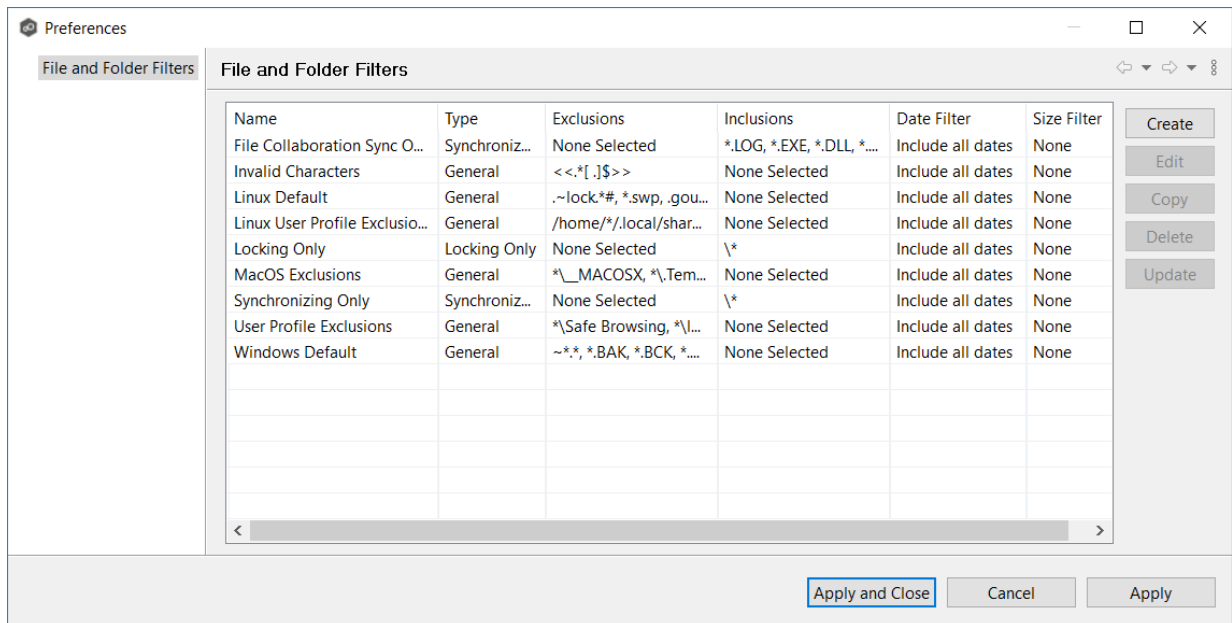 Preferences
File and Folder Filters
File and Folder Filters
Name Type Exclusions Inclusions Date Filter Size Filter
File Collaboration Sync O... Synchroniz... None Selected *.LOG, *.EXE, *.DLL, *.... Include all dates None
Invalid Characters General <<.*[ .]$>> None Selected Include all dates None
Linux Default General .~lock.*#, *.swp, .gou... None Selected Include all dates None
Linux User Profile Exclusio... General /home/*/.local/shar... None Selected Include all dates None
Locking Only Locking Only None Selected \* Include all dates None
MacOS Exclusions General *\__MACOSX, *\.Tem... None Selected Include all dates None
Synchronizing Only Synchroniz... None Selected \* Include all dates None
User Profile Exclusions General *\Safe Browsing, *\I... None Selected Include all dates None
Windows Default General ~*.*, *.BAK, *.BCK, *.... None Selected Include all dates None
Create
Edit
Copy
Delete
Update
Apply and Close Cancel Apply